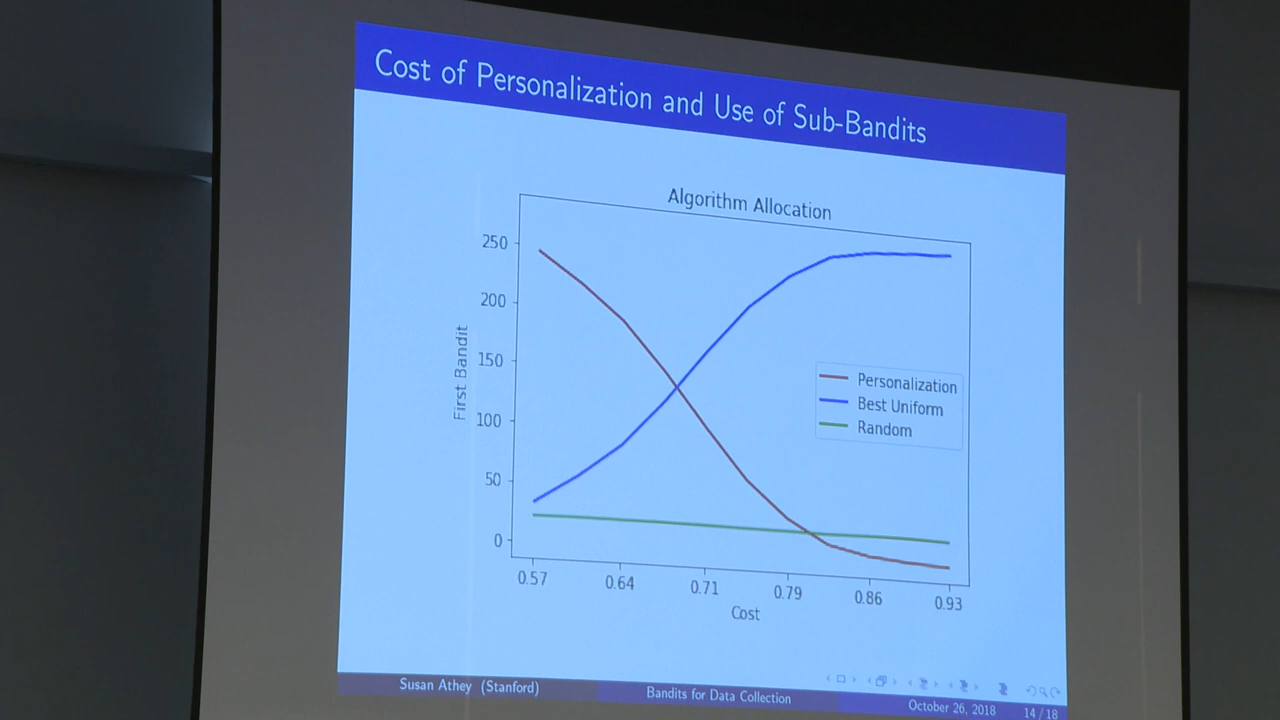 Cost of Personalization and Use of Sub-Bandits
Algorithm Allocation
250
200
150
100
50
0
First Bandit
Personalization
Best Uniform
Random
0.57 0.64 0.71 0.79 0.86 0.93
Cost
Susan Athey (Stanford) Bandits for Data Collection October 26, 2018 14 / 18